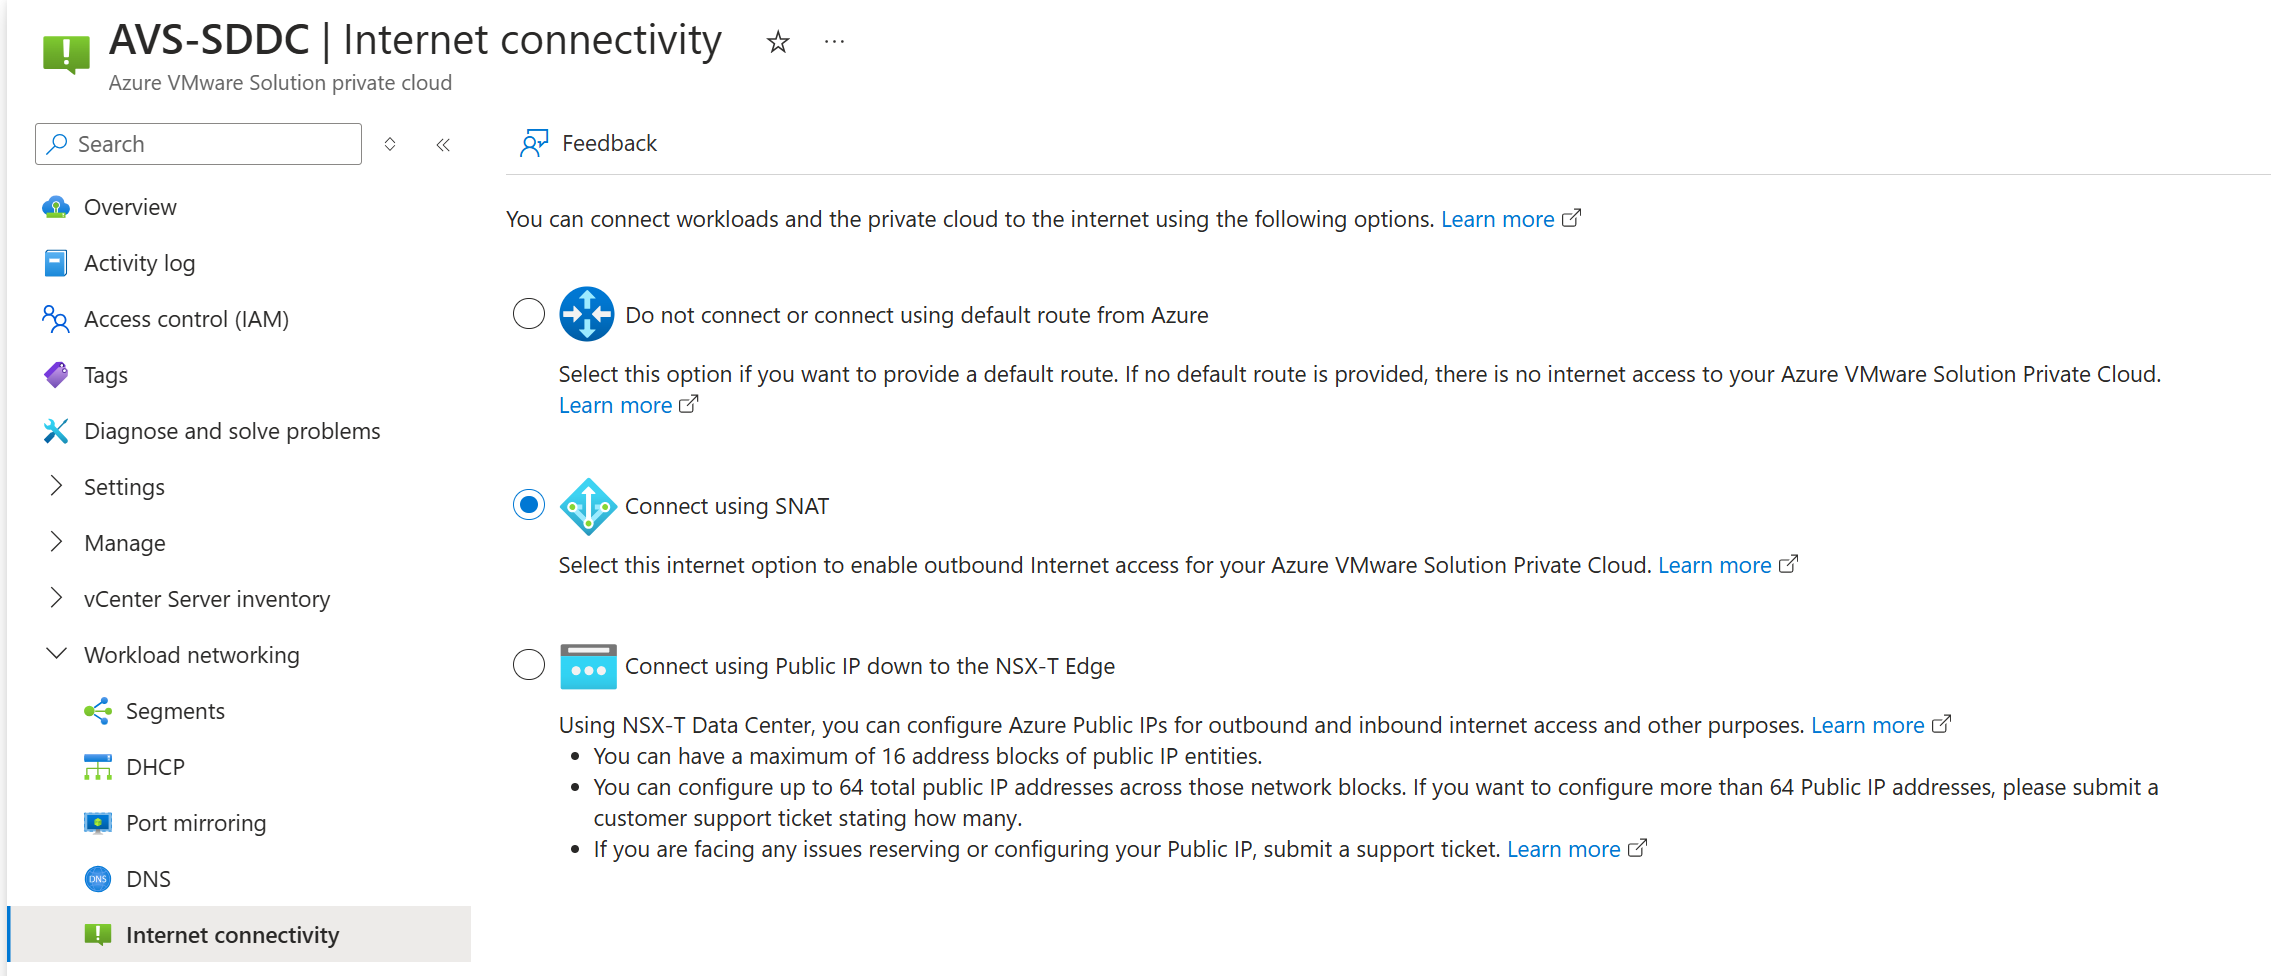 AVS-SDDC | Internet connectivity
Azure VMware Solution private cloud
Search
Feedback
Overview
Activity log
Access control (IAM)
Tags
Diagnose and solve problems
Settings
Manage
vCenter Server inventory
Workload networking
Segments
DHCP
Port mirroring
DNS
DNS
Internet connectivity
You can connect workloads and the private cloud to the internet using the following options. Learn more
Do not connect or connect using default route from Azure
Select this option if you want to provide a default route. If no default route is provided, there is no internet access to your Azure VMware Solution Private Cloud.
Learn more
Connect using SNAT
Select this internet option to enable outbound Internet access for your Azure VMware Solution Private Cloud. Learn more
Connect using Public IP down to the NSX-T Edge
Using NSX-T Data Center, you can configure Azure Public IPs for outbound and inbound internet access and other purposes. Learn more
• You can have a maximum of 16 address blocks of public IP entities.
• You can configure up to 64 total public IP addresses across those network blocks. If you want to configure more than 64 Public IP addresses, please submit a
customer support ticket stating how many.
• If you are facing any issues reserving or configuring your Public IP, submit a support ticket. Learn more